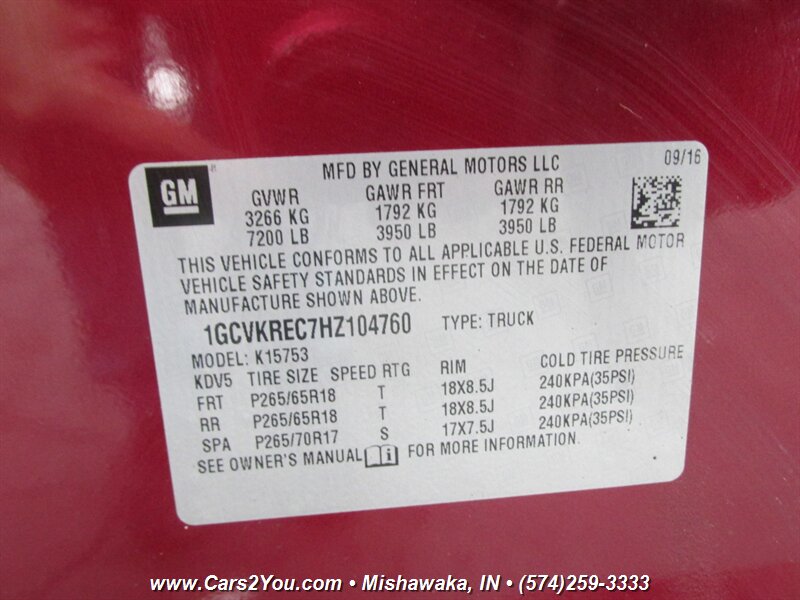 MFD BY GENERAL MOTORS LLC 09/16
GM
GVWR GAWR FRT GAWR RR
3266 KG 1792 KG 1792 KG
7200 LB 3950 LB 3950 LB
THIS VEHICLE CONFORMS TO ALL APPLICABLE U.S. FEDERAL MOTOR
VEHICLE SAFETY STANDARDS IN EFFECT ON THE DATE OF
MANUFACTURE SHOWN ABOVE.
1GCVKREC7HZ104760 TYPE: TRUCK
MODEL: K15753
KDV5 TIRE SIZE SPEED RTG RIM COLD TIRE PRESSURE
FRT P265/65R18 T 18X8.5J 240KPA(35PSI)
RR P265/65R18 T 18X8.5J 240KPA(35PSI)
SPA P265/70R17 S 17X7.5J 240KPA(35PSI)
SEE OWNER'S MANUAL i FOR MORE INFORMATION.
www.Cars2You.com • Mishawaka, IN • (574)259-3333